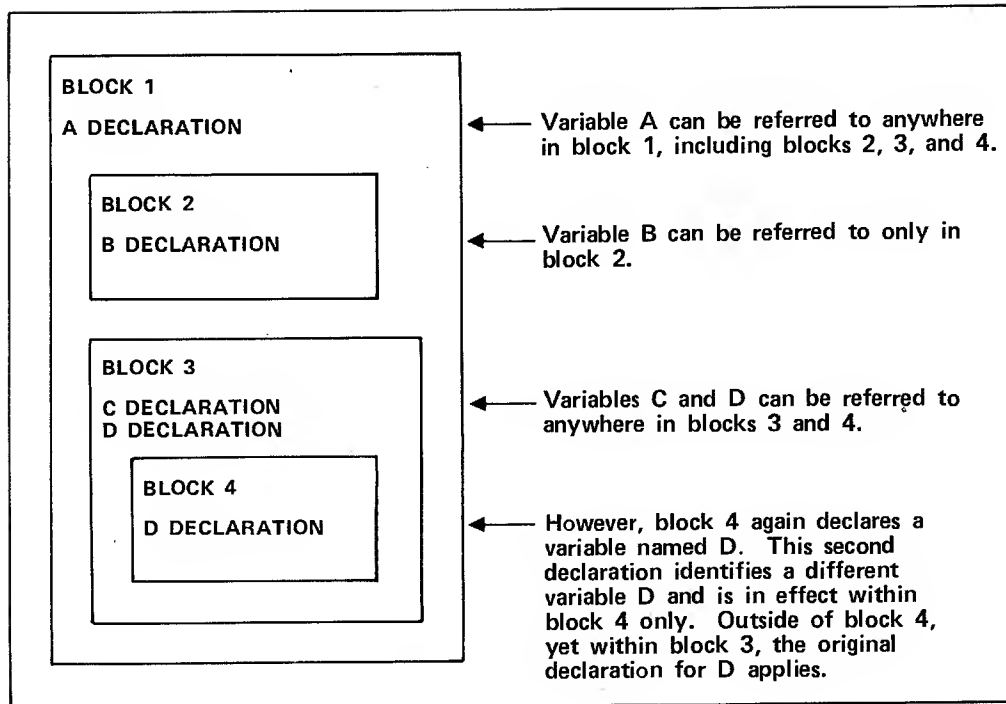 BLOCK 1
A DECLARATION
Variable A can be referred to anywhere
in block 1, including blocks 2, 3, and 4.
BLOCK 2
B DECLARATION
Variable B can be referred to only in
block 2.
BLOCK 3
C DECLARATION
D DECLARATION
Variables C and D can be referred to
anywhere in blocks 3 and 4.
BLOCK 4
D DECLARATION
However, block 4 again declares a
variable named D. This second
declaration identifies a different
variable D and is in effect within
block 4 only. Outside of block 4,
yet within block 3, the original
declaration for D applies.